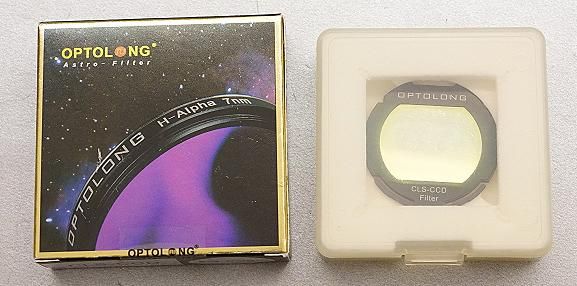 OPTOLONG®
Astro-Filter
OPTOLONG H-Alpha 7nm
OPTOLONG®
OPTOLONG
CLS-CCD
Filter